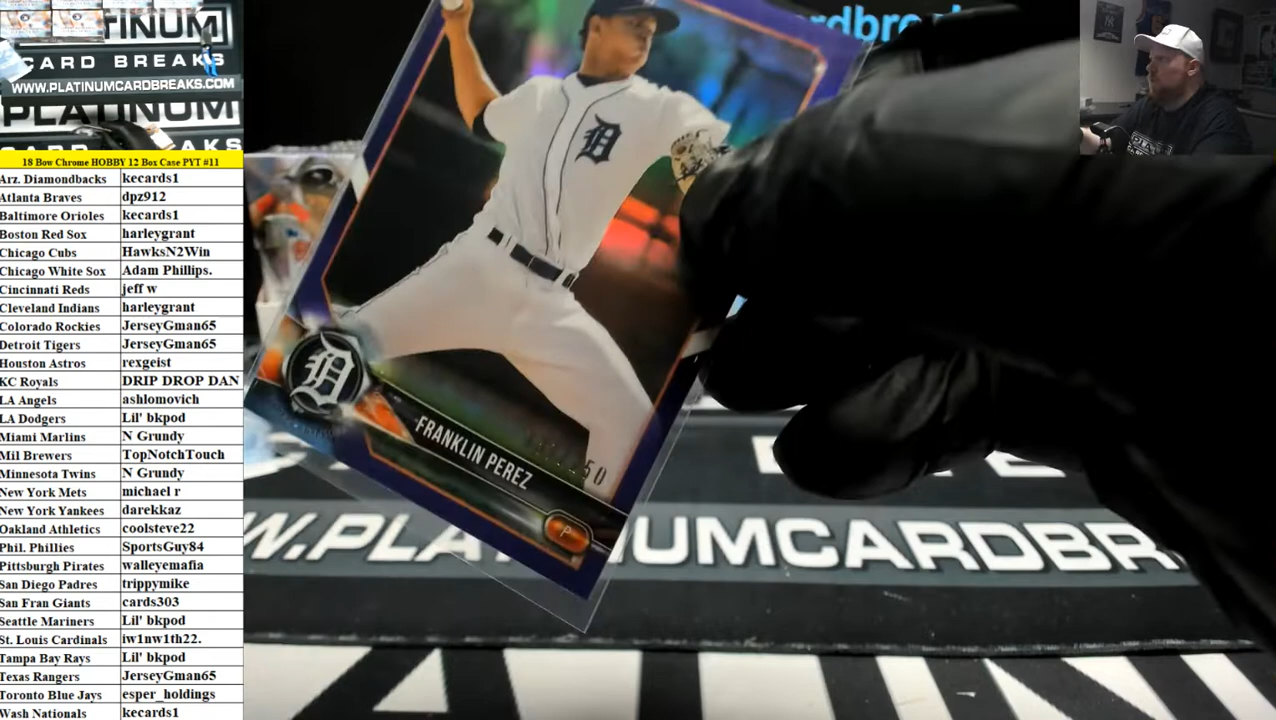 TINUM
CARD BREAKS
WWW.PLATINUMCARDBREAKS.COM
PLATINUM
CARD BREAKS
18 Bow Chrome HOBBY 12 Box Case PYT #11
Arz. Diamondbacks kecards1
Atlanta Braves dpz912
Baltimore Orioles kecards1
Boston Red Sox harleygrant
Chicago Cubs HawksN2Win
Chicago White Sox Adam Phillips.
Cincinnati Reds jeff w
Cleveland Indians harleygrant
Colorado Rockies JerseyGman65
Detroit Tigers JerseyGman65
Houston Astros rexgeist
KC Royals DRIP DROP DAN
LA Angels ashlomovich
LA Dodgers Lil' bkpod
Miami Marlins N Grundy
Mil Brewers TopNotchTouch
Minnesota Twins N Grundy
New York Mets michael r
New York Yankees darekkaz
Oakland Athletics coolsteve22
Phil. Phillies SportsGuy84
Pittsburgh Pirates walleyemafia
San Diego Padres trippymike
San Fran Giants cards303
Seattle Mariners Lil' bkpod
St. Louis Cardinals iw1nw1th22.
Tampa Bay Rays Lil' bkpod
Texas Rangers JerseyGman65
Toronto Blue Jays esper_holdings
Wash Nationals kecards1
rdbreak
D
D
FRANKLIN PEREZ
50
P
W.PLATINUMCARDBR